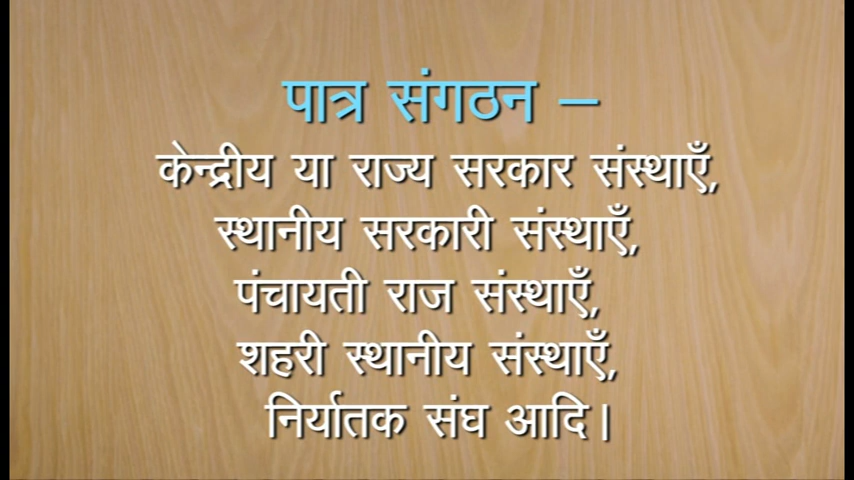 पात्र संगठन –
केन्द्रीय या राज्य सरकार संस्थाएँ,
स्थानीय सरकारी संस्थाएँ,
पंचायती राज संस्थाएँ,
शहरी स्थानीय संस्थाएँ,
निर्यातक संघ आदि।